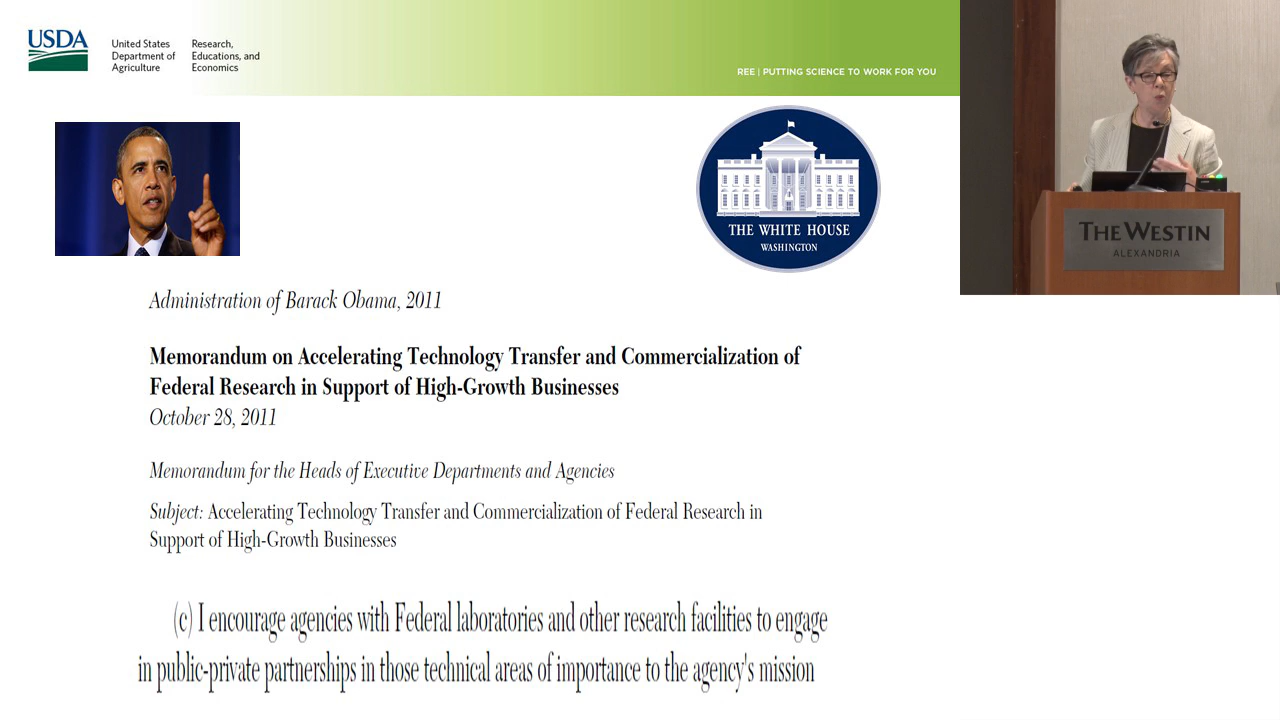 USDA
United States
Department of
Agriculture
Research,
Educations, and
Economics
REE | PUTTING SCIENCE TO WORK FOR YOU
THE WHITE HOUSE
WASHINGTON
THE WESTIN
ALEXANDRIA
Administration of Barack Obama, 2011
Memorandum on Accelerating Technology Transfer and Commercialization of
Federal Research in Support of High-Growth Businesses
October 28, 2011
Memorandum for the Heads of Executive Departments and Agencies
Subject: Accelerating Technology Transfer and Commercialization of Federal Research in
Support of High-Growth Businesses
(c) I encourage agencies with Federal laboratories and other research facilities to engage
in public-private partnerships in those technical areas of importance to the agency's mission